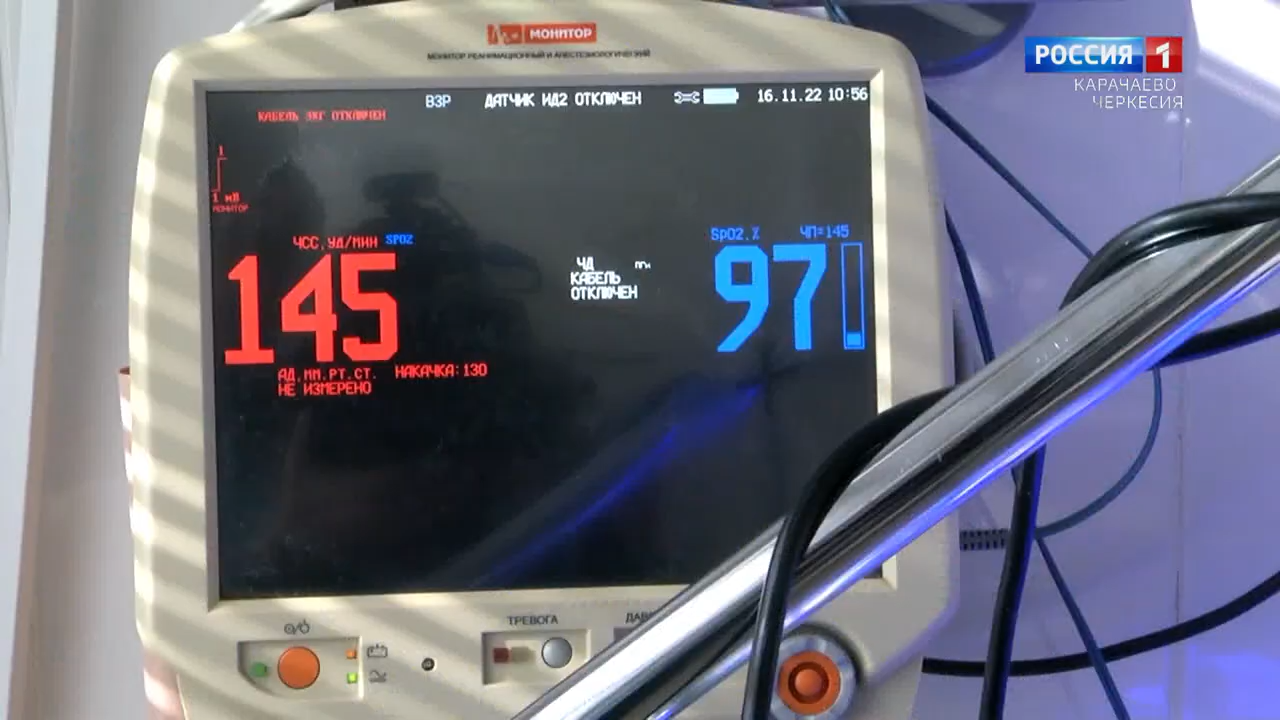 МОНИТОР
МОНИТОР РЕАНИМАЦИОННЫЙ И АНЕСТЕЗИОЛОГИЧЕСКИЙ
РОССИЯ 1
КАРАЧАЕВО
ЧЕРКЕСИЯ
ВЗР ДАТЧИК ИД2 ОТКЛЮЧЕН 16.11.22 10:56
КАБЕЛЬ ЭКГ ОТКЛЮЧЕН
1
1 мВ
МОНИТОР
ЧСС,УД/МИН SPO2
145
ЧД
КАБЕЛЬ
ОТКЛЮЧЕН
SpO2,% ЧП=145
97
АД,ММ.РТ.СТ. НАКАЧКА:130
НЕ ИЗМЕРЕНО
ТРЕВОГА